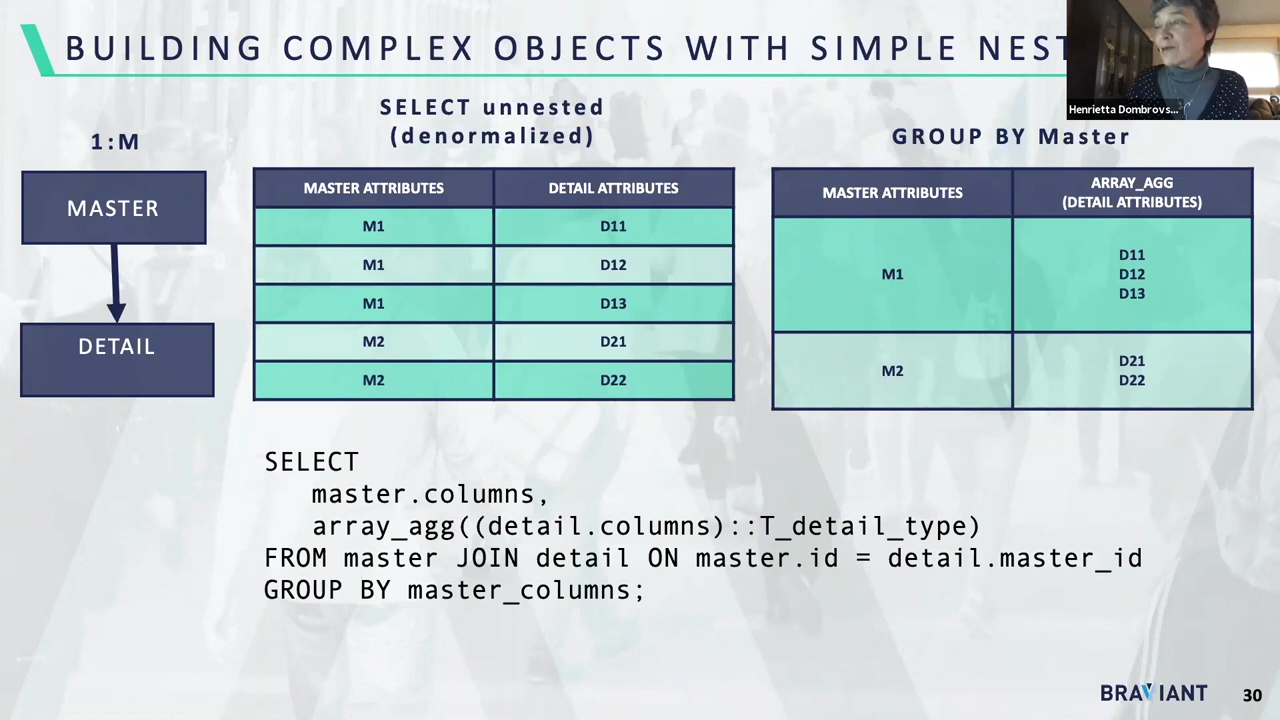 BUILDING COMPLEX OBJECTS WITH SIMPLE NEST
Henrietta Dombrovs...
1:M
MASTER
DETAIL
SELECT unnested
(denormalized)
MASTER ATTRIBUTES DETAIL ATTRIBUTES
M1 D11
M1 D12
M1 D13
M2 D21
M2 D22
GROUP BY Master
MASTER ATTRIBUTES
ARRAY_AGG
(DETAIL ATTRIBUTES)
M1
D11
D12
D13
M2
D21
D22
SELECT
master.columns,
array_agg((detail.columns)::T_detail_type)
FROM master JOIN detail ON master.id = detail.master_id
GROUP BY master_columns;
BRAVIANT
30